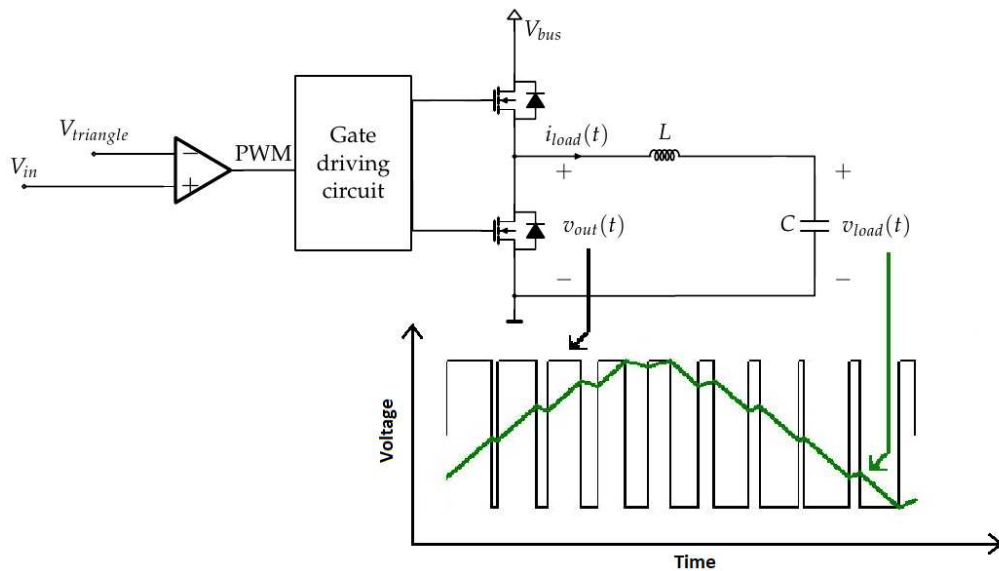 V_bus
V_triangle
V_in
−
+
PWM
Gate
driving
circuit
i_load(t)
L
+
+
v_out(t)
C
v_load(t)
−
−
Voltage
Time